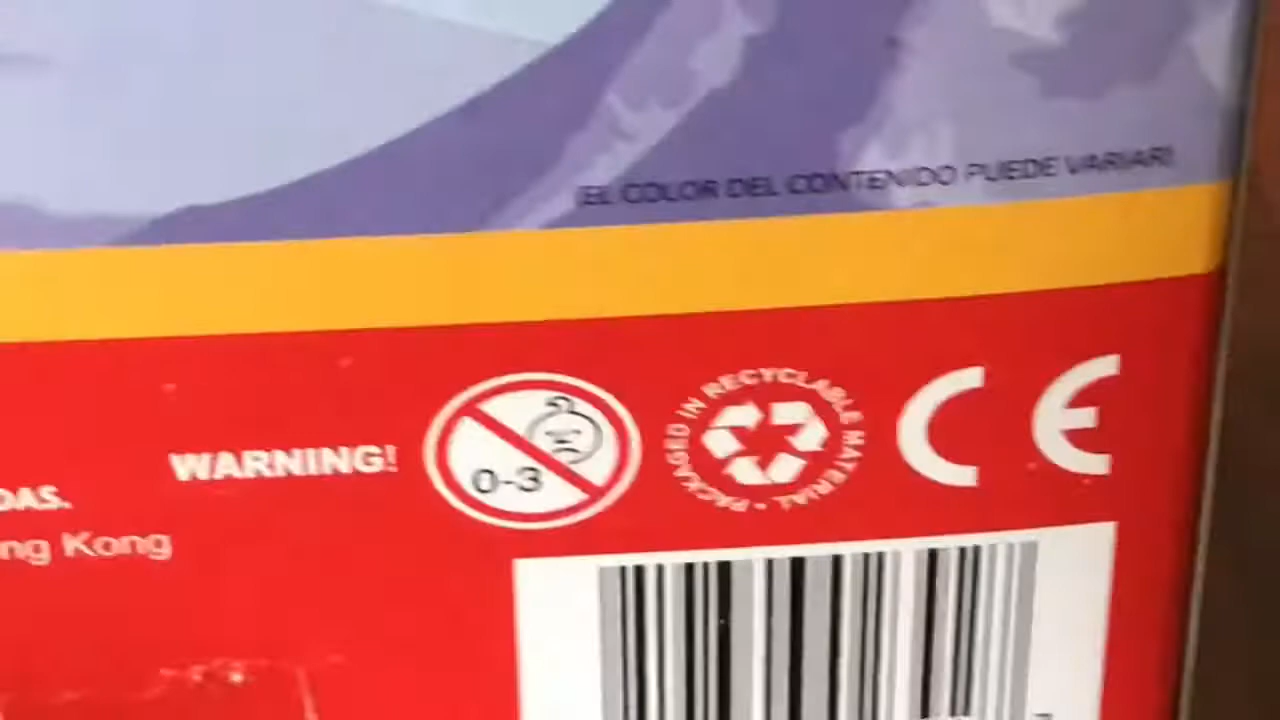 (EL COLOR DEL CONTENIDO PUEDE VARIAR)
WARNING!
0-3
PACKAGED IN RECYCLABLE MATERIAL •
CE
DAS.
ng Kong